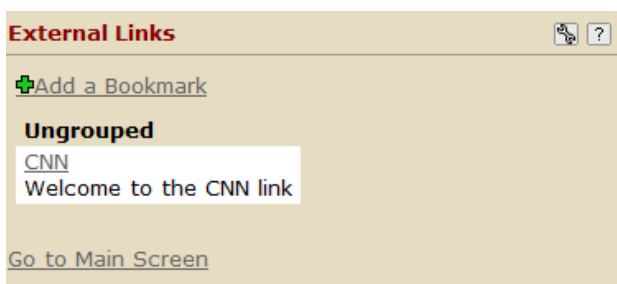 External Links
?
Add a Bookmark
Ungrouped
CNN
Welcome to the CNN link
Go to Main Screen